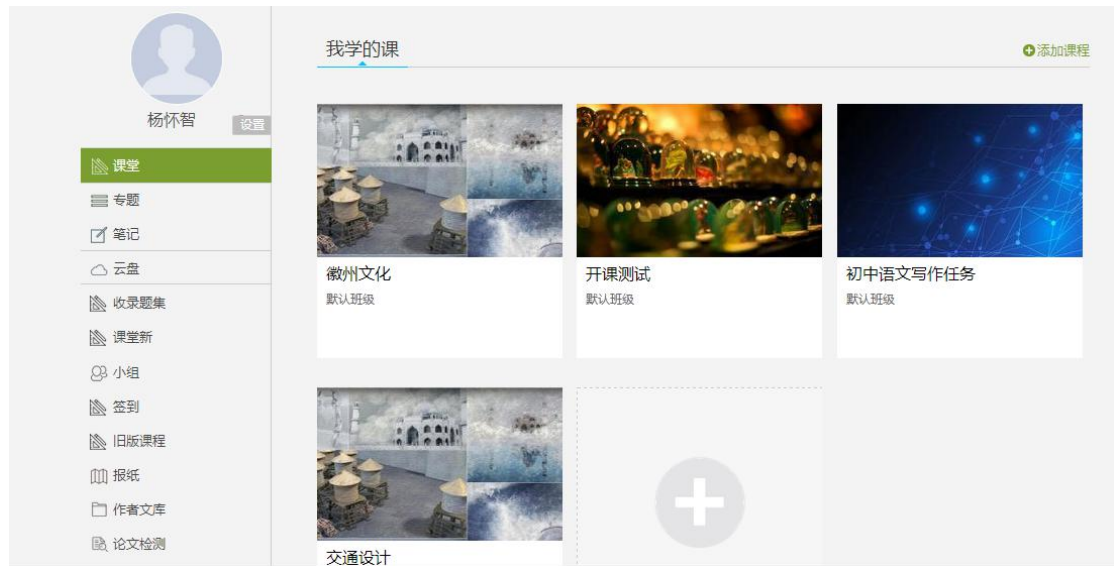 杨怀智
设置
课堂
专题
笔记
云盘
收录题集
课堂新
小组
签到
旧版课程
报纸
作者文库
论文检测
我学的课
添加课程
徽州文化
默认班级
开课测试
默认班级
初中语文写作任务
默认班级
交通设计